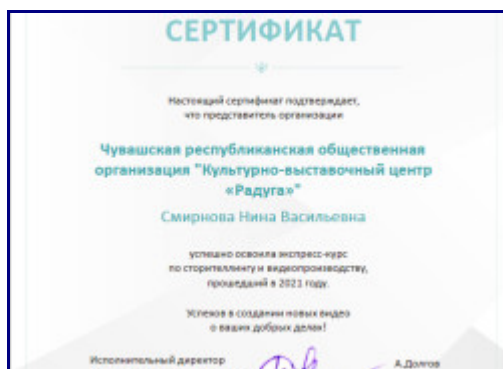 СЕРТИФИКАТ
Настоящий сертификат подтверждает,
что представитель организации
Чувашская республиканская общественная
организация "Культурно-выставочный центр
«Радуга»"
Смирнова Нина Васильевна
успешно освоила экспресс-курс
по сторителлингу и видеопроизводству,
прошедший в 2021 году.
Успехов в создании новых видео
о ваших добрых делах!
Исполнительный директор
А.Долгов